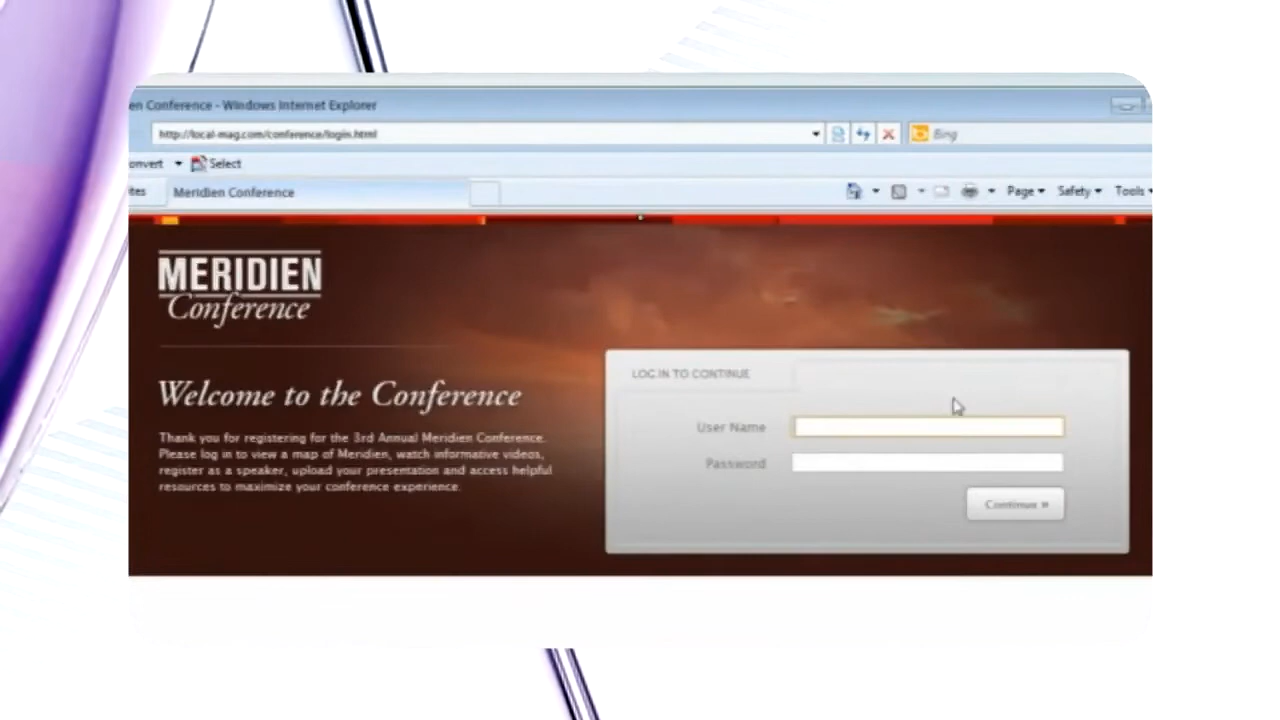 en Conference - Windows Internet Explorer
http://local-mag.com/conference/login.html
Bing
onvert Select
tes Meridien Conference Page Safety Tools
MERIDIEN
Conference
Welcome to the Conference
Thank you for registering for the 3rd Annual Meridien Conference.
Please log in to view a map of Meridien, watch informative videos,
register as a speaker, upload your presentation and access helpful
resources to maximize your conference experience.
LOG IN TO CONTINUE
User Name
Password
Continue »